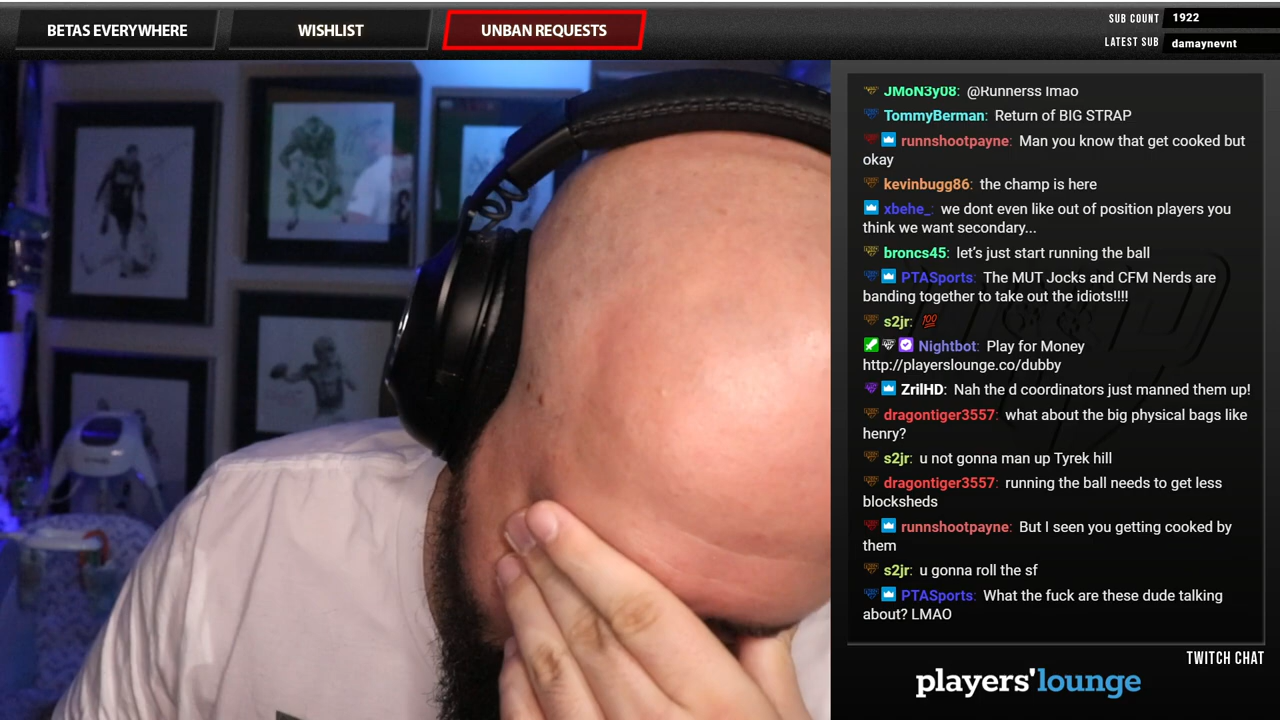 BETAS EVERYWHERE
WISHLIST
UNBAN REQUESTS
SUB COUNT 1922
LATEST SUB damaynevnt
JMoN3y08: @Runnerss lmao
TommyBerman: Return of BIG STRAP
runnshootpayne: Man you know that get cooked but
okay
kevinbugg86: the champ is here
xbehe_: we dont even like out of position players you
think we want secondary...
broncs45: let's just start running the ball
PTASports: The MUT Jocks and CFM Nerds are
banding together to take out the idiots!!!!
s2jr: 💯
Nightbot: Play for Money
http://playerslounge.co/dubby
ZrilHD: Nah the d coordinators just manned them up!
dragontiger3557: what about the big physical bags like
henry?
s2jr: u not gonna man up Tyrek hill
dragontiger3557: running the ball needs to get less
blocksheds
runnshootpayne: But I seen you getting cooked by
them
s2jr: u gonna roll the sf
PTASports: What the fuck are these dude talking
about? LMAO
TWITCH CHAT
players'lounge